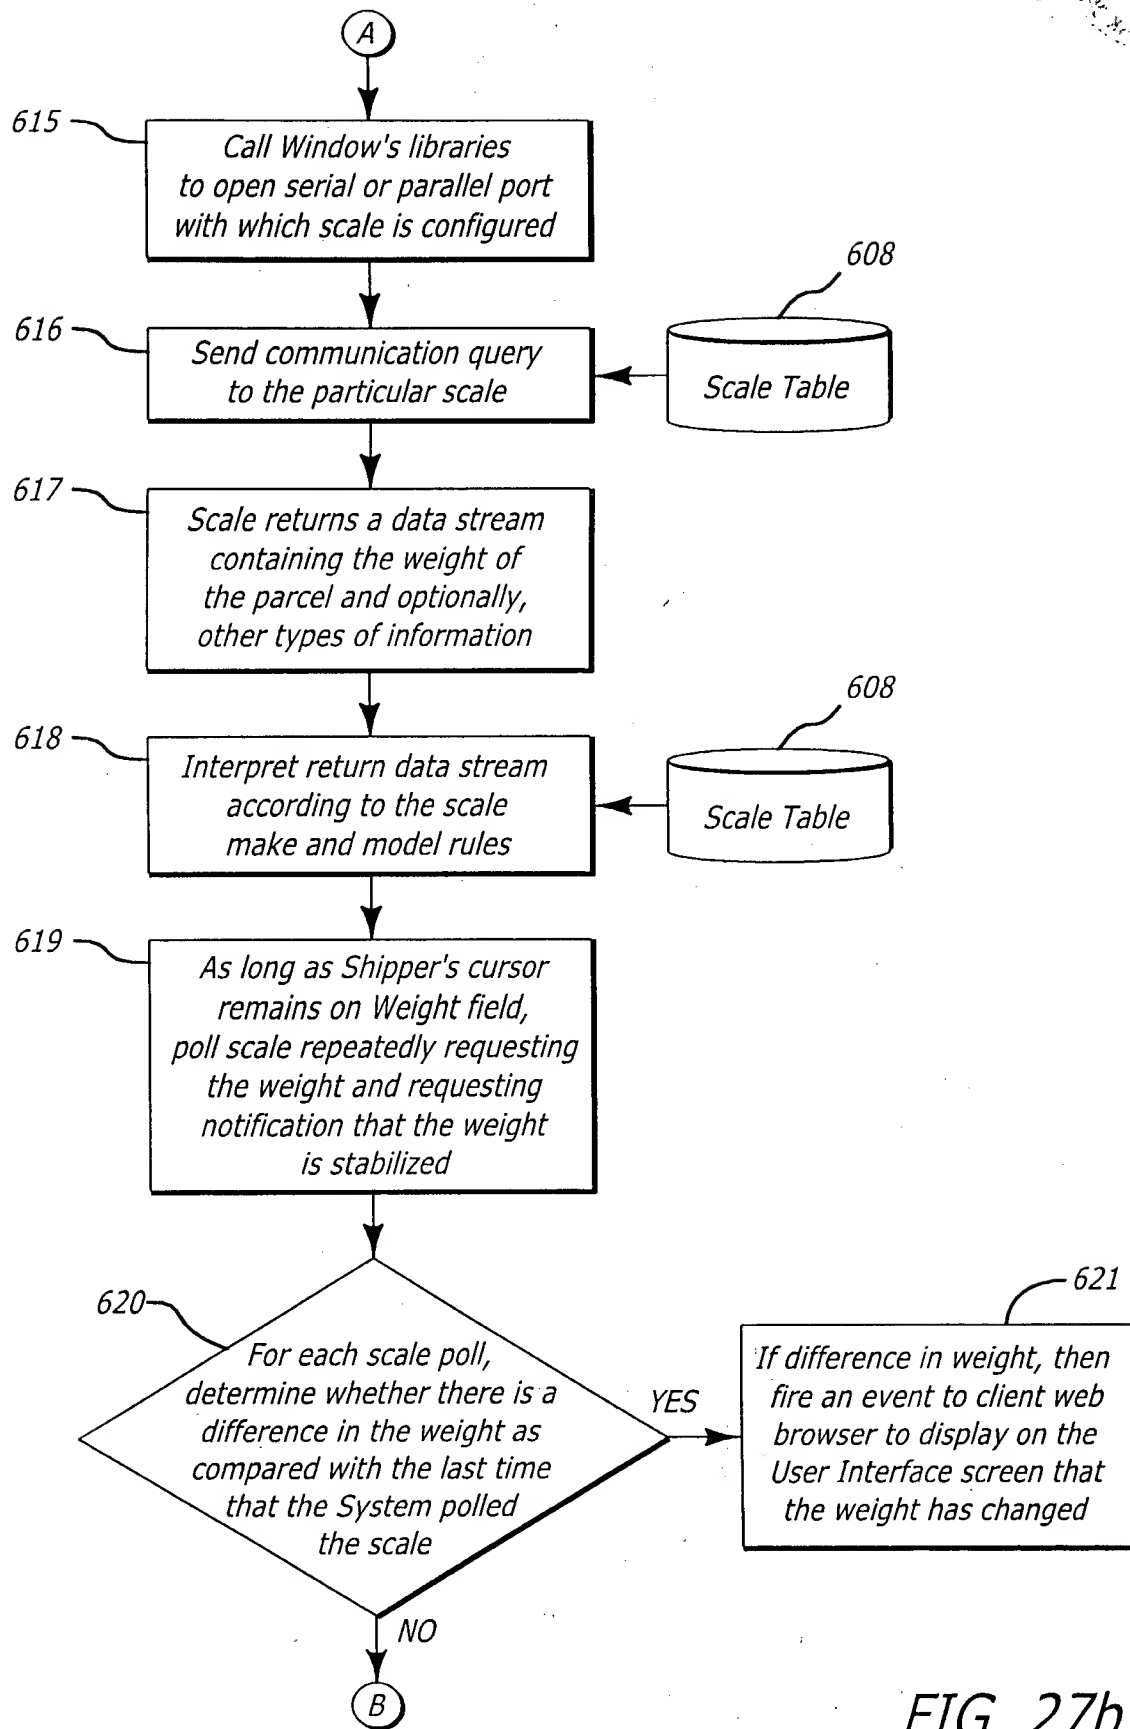 A
615
Call Window's libraries
to open serial or parallel port
with which scale is configured
608
616
Send communication query
to the particular scale
Scale Table
617
Scale returns a data stream
containing the weight of
the parcel and optionally,
other types of information
608
618
Interpret return data stream
according to the scale
make and model rules
Scale Table
619
As long as Shipper's cursor
remains on Weight field,
poll scale repeatedly requesting
the weight and requesting
notification that the weight
is stabilized
620
For each scale poll,
determine whether there is a
difference in the weight as
compared with the last time
that the System polled
the scale
YES
621
If difference in weight, then
fire an event to client web
browser to display on the
User Interface screen that
the weight has changed
NO
B
FIG. 27b